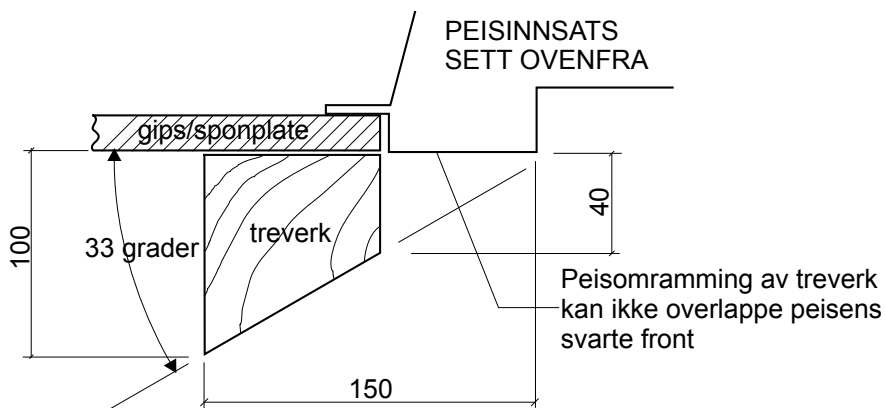 PEISINNSATS
SETT OVENFRA
gips/sponplate
100
33 grader
treverk
40
Peisomramming av treverk
kan ikke overlappe peisens
svarte front
150